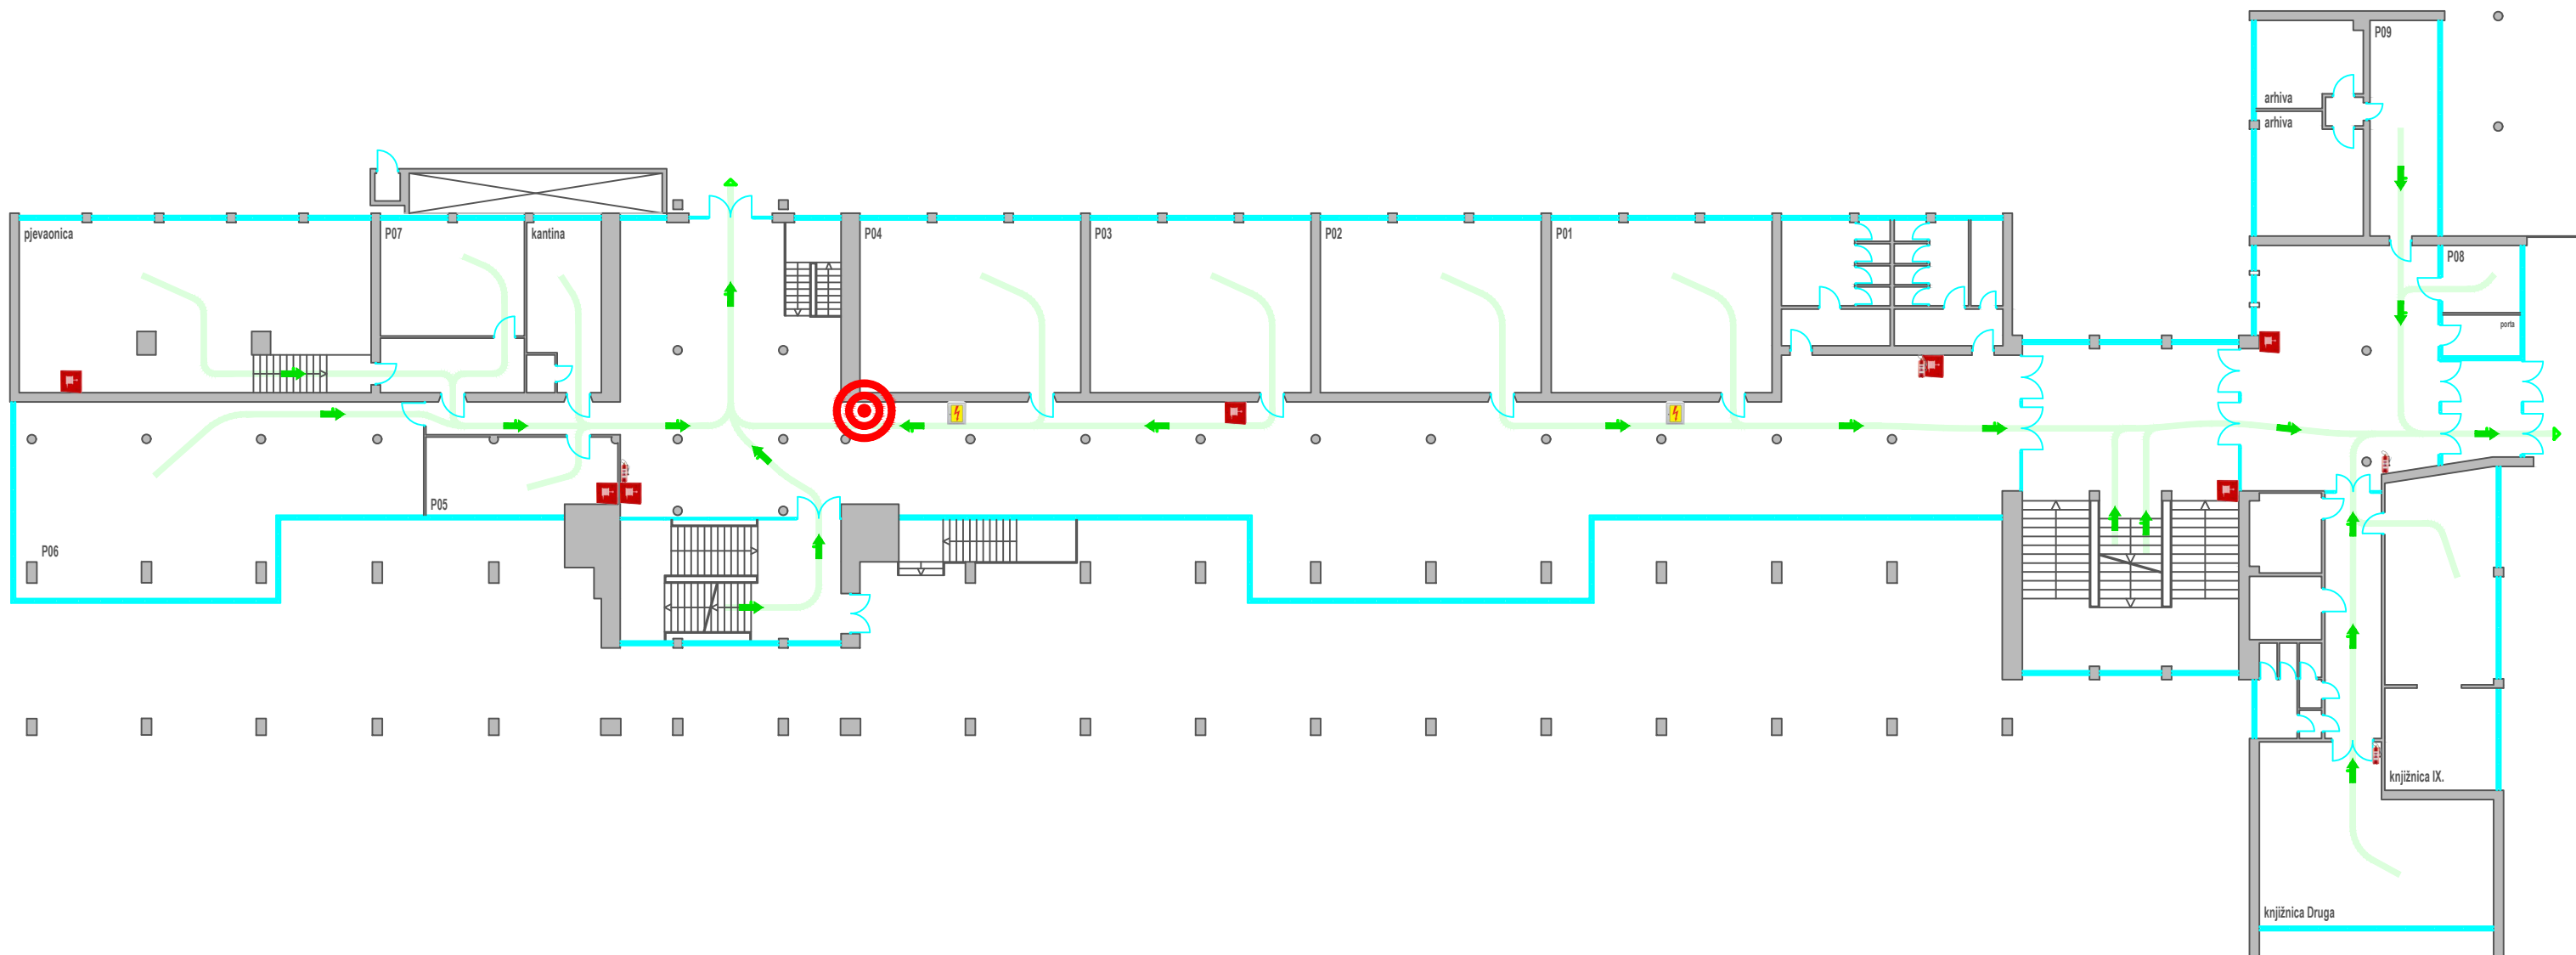 P09
arhiva
arhiva
pjevaonica
P07
kantina
P04
P03
P02
P01
P08
porta
P05
P06
knjižnica IX.
knjižnica Druga